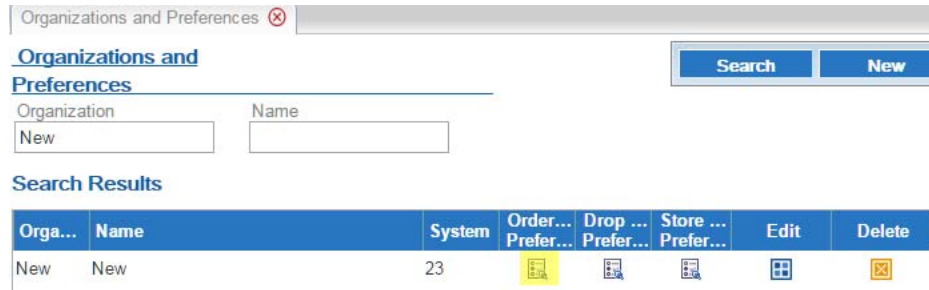 Organizations and Preferences
Organizations and
Preferences
Search New
Organization Name
New
Search Results
Orga... Name System Order... Prefer... Drop ... Prefer... Store ... Prefer... Edit Delete
New New 23